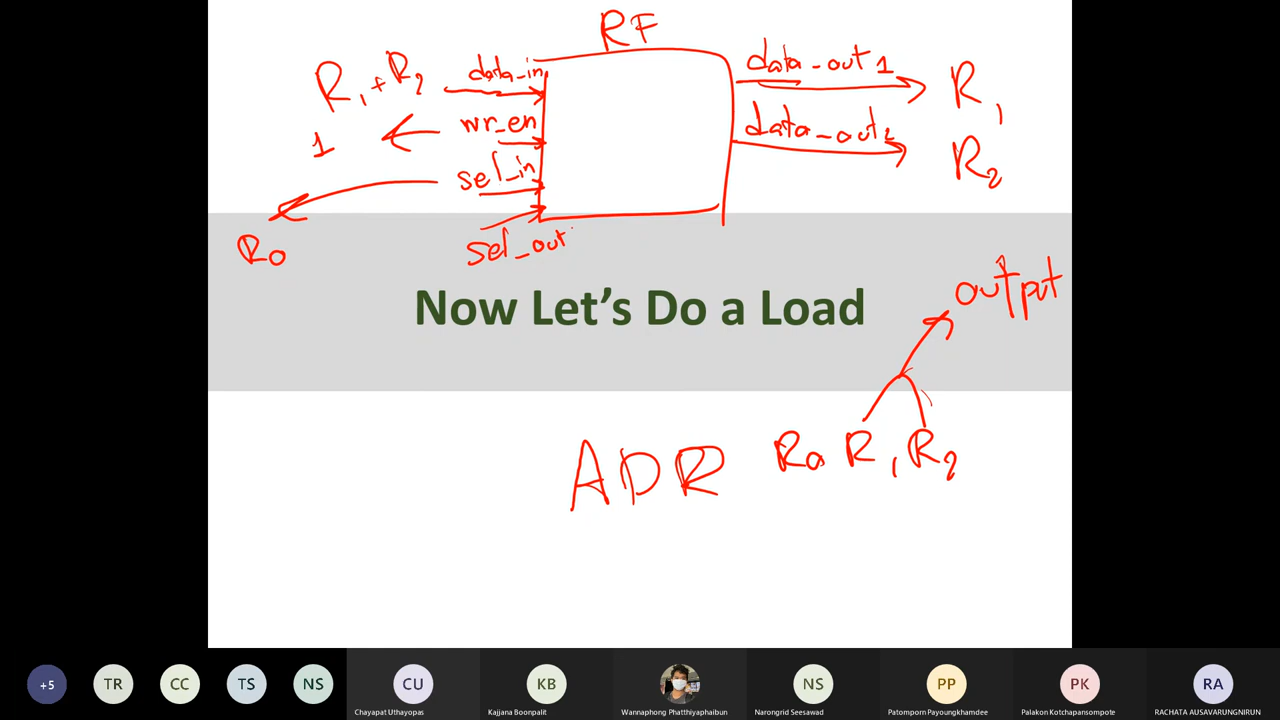 RF
R1+R2 data_in data_out1 R1
1 wr_en data_out2 R2
sel_in
R0 sel_out
output
Now Let's Do a Load
ADR R0 R1 R2
+5 TR CC TS NS CU KB NS PP PK RA
Chayapat Uthayopas Kajjana Boonpalit Wannaphong Phatthiyaphaibun Narongrid Seesawad Patomporn Payoungkhamdee Palakon Kotchapansompote RACHATA AUSAVARUNGNIRUN